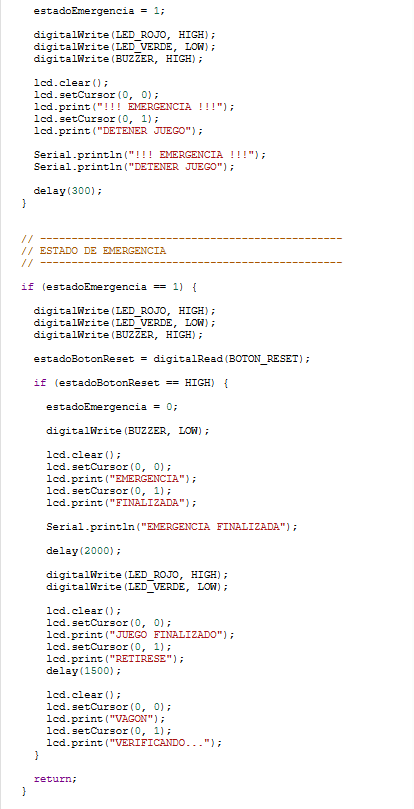 estadoEmergencia = 1;
digitalWrite(LED_ROJO, HIGH);
digitalWrite(LED_VERDE, LOW);
digitalWrite(BUZZER, HIGH);
lcd.clear();
lcd.setCursor(0, 0);
lcd.print("!!! EMERGENCIA !!!");
lcd.setCursor(0, 1);
lcd.print("DETENER JUEGO");
Serial.println("!!! EMERGENCIA !!!");
Serial.println("DETENER JUEGO");
delay(300);
}
// ------------------------------------------------
// ESTADO DE EMERGENCIA
// ------------------------------------------------
if (estadoEmergencia == 1) {
digitalWrite(LED_ROJO, HIGH);
digitalWrite(LED_VERDE, LOW);
digitalWrite(BUZZER, HIGH);
estadoBotonReset = digitalRead(BOTON_RESET);
if (estadoBotonReset == HIGH) {
estadoEmergencia = 0;
digitalWrite(BUZZER, LOW);
lcd.clear();
lcd.setCursor(0, 0);
lcd.print("EMERGENCIA");
lcd.setCursor(0, 1);
lcd.print("FINALIZADA");
Serial.println("EMERGENCIA FINALIZADA");
delay(2000);
digitalWrite(LED_ROJO, HIGH);
digitalWrite(LED_VERDE, LOW);
lcd.clear();
lcd.setCursor(0, 0);
lcd.print("JUEGO FINALIZADO");
lcd.setCursor(0, 1);
lcd.print("RETIRESE");
delay(1500);
lcd.clear();
lcd.setCursor(0, 0);
lcd.print("VAGON");
lcd.setCursor(0, 1);
lcd.print("VERIFICANDO...");
}
return;
}